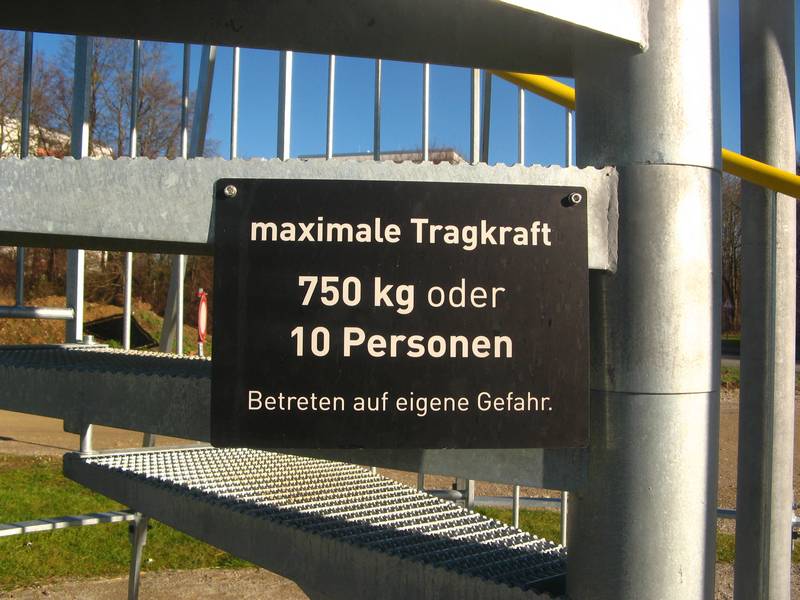 maximale Tragkraft
750 kg oder
10 Personen
Betreten auf eigene Gefahr.